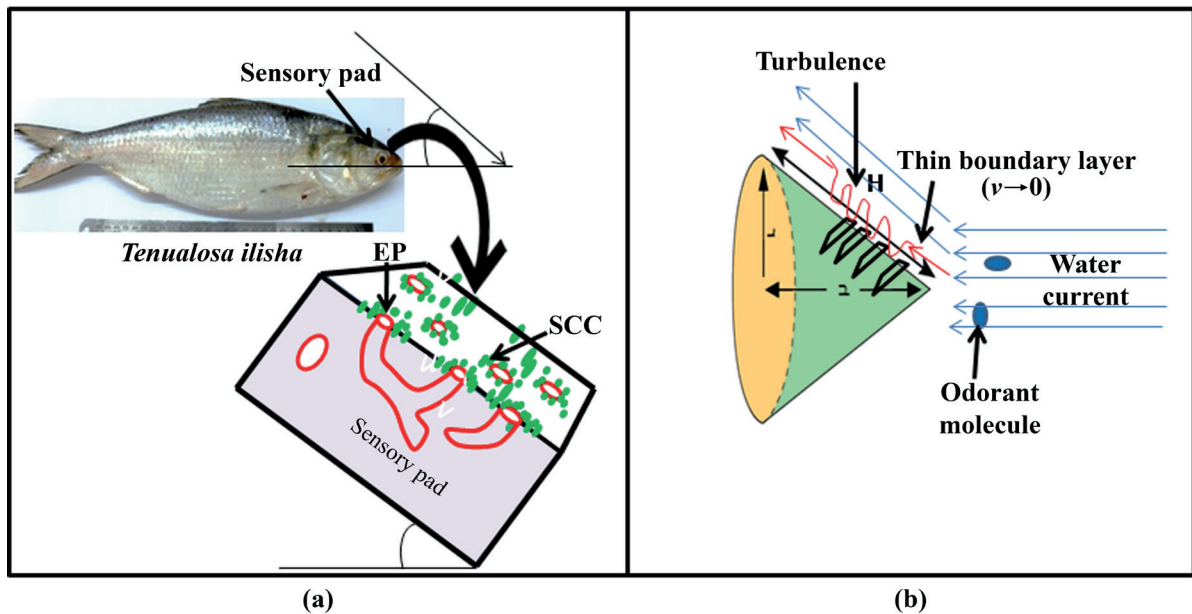 Sensory pad
Tenualosa ilisha
EP
SCC
u
v
Sensory pad
(a)
Turbulence
H
Thin boundary layer
(v→0)
Water
current
r
Odorant
molecule
(b)